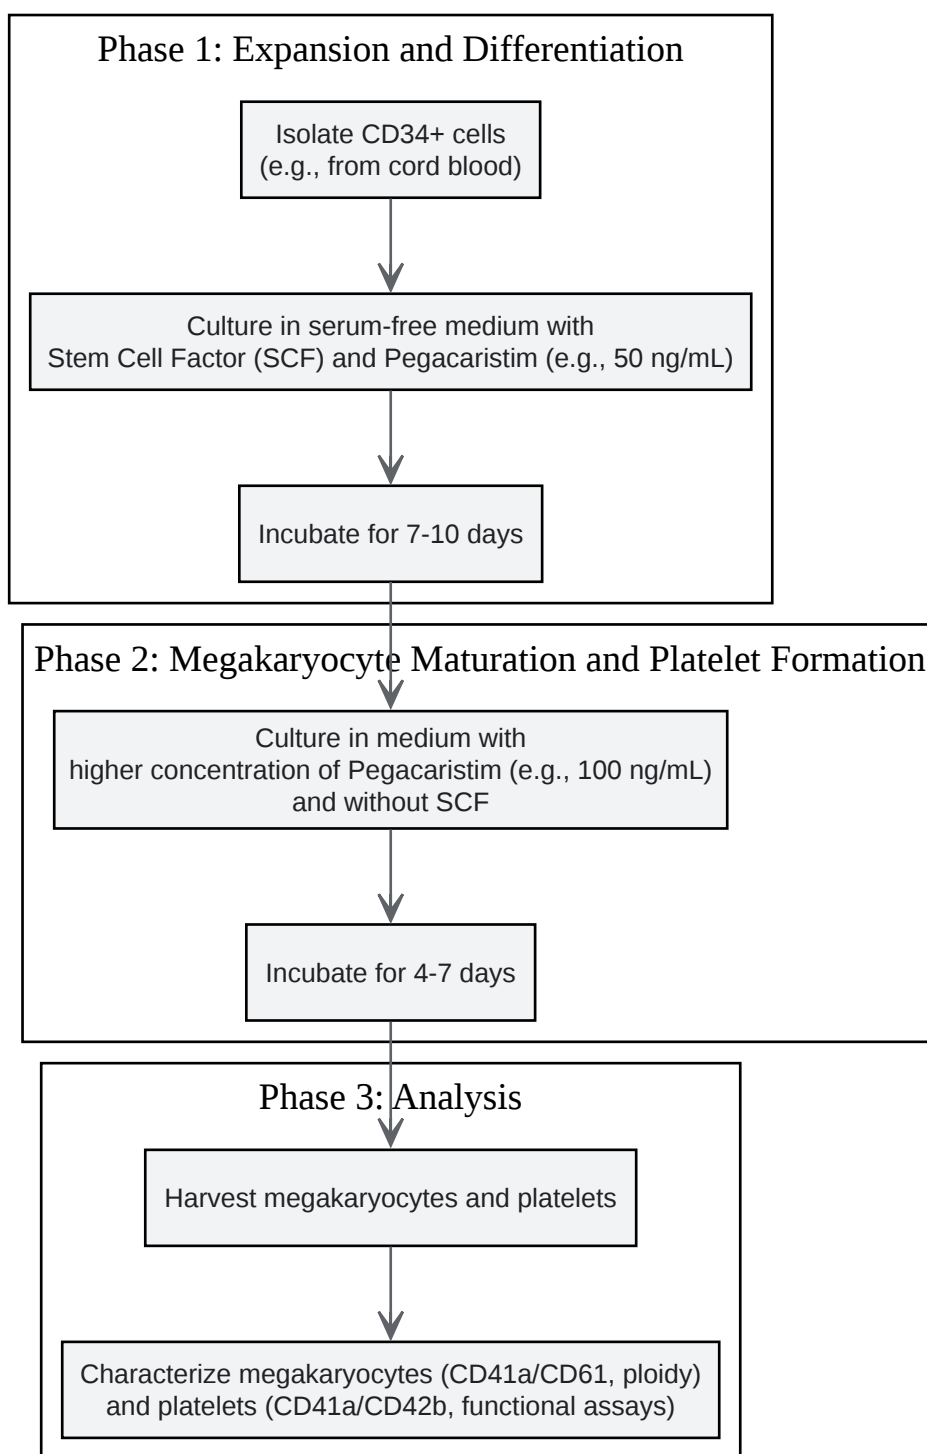 Phase 1: Expansion and Differentiation
Isolate CD34+ cells
(e.g., from cord blood)
Culture in serum-free medium with
Stem Cell Factor (SCF) and Pegacaristim (e.g., 50 ng/mL)
Incubate for 7-10 days
Phase 2: Megakaryocyte Maturation and Platelet Formation
Culture in medium with
higher concentration of Pegacaristim (e.g., 100 ng/mL)
and without SCF
Incubate for 4-7 days
Phase 3: Analysis
Harvest megakaryocytes and platelets
Characterize megakaryocytes (CD41a/CD61, ploidy)
and platelets (CD41a/CD42b, functional assays)